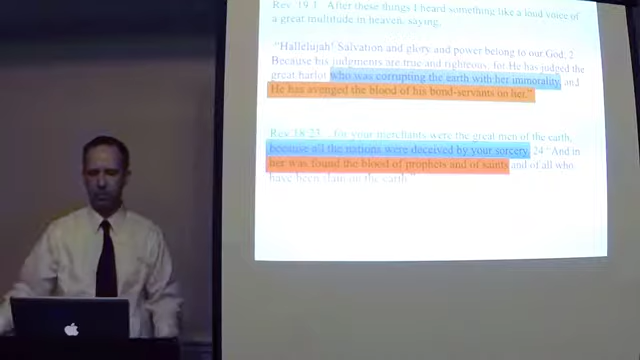 Rev. 19:1 After these things I heard something like a loud voice of
a great multitude in heaven, saying,
"Hallelujah! Salvation and glory and power belong to our God; 2
Because his judgments are true and righteous, for He has judged the
great harlot who was corrupting the earth with her immorality, and
He has avenged the blood of his bond-servants on her."
Rev. 18:23 ...for your merchants were the great men of the earth,
because all the nations were deceived by your sorcery. 24 "And in
her was found the blood of prophets and of saints and of all who
have been slain on the earth."